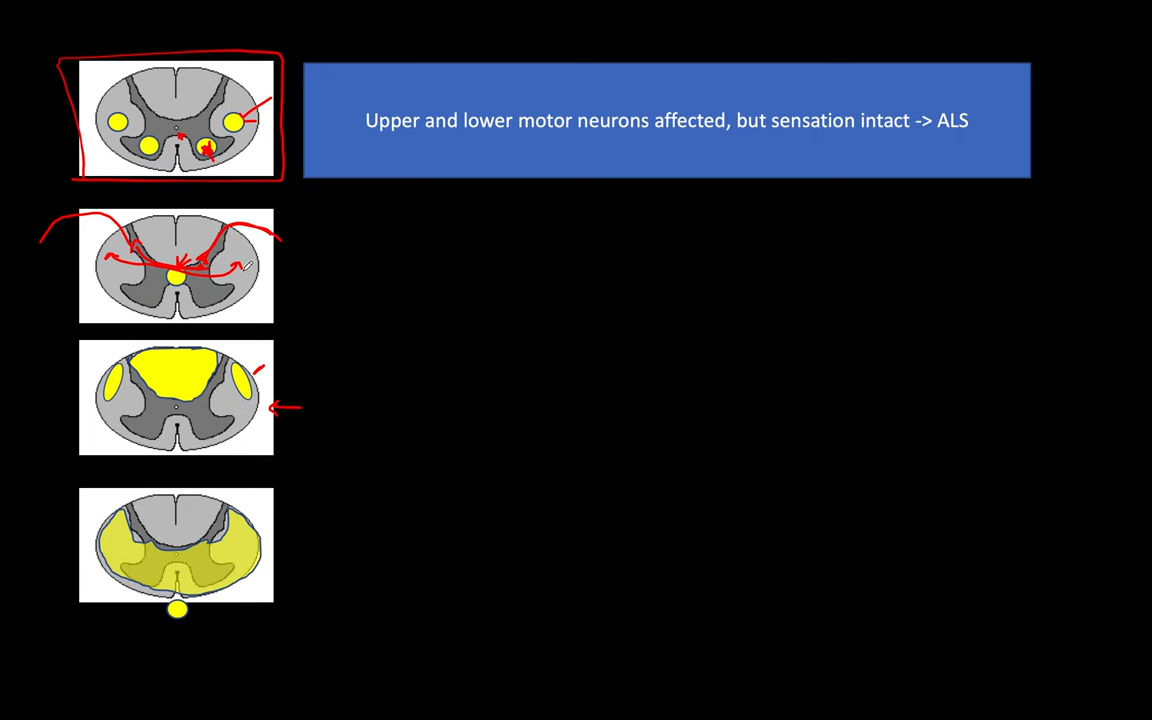 Upper and lower motor neurons affected, but sensation intact -> ALS